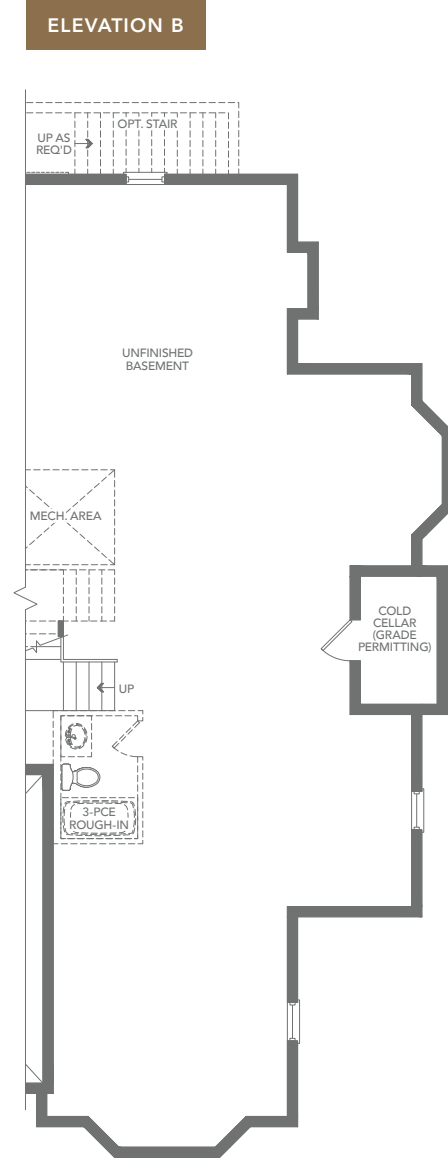 ELEVATION B
OPT. STAIR
UP AS
REQ'D
UNFINISHED
BASEMENT
MECH. AREA
COLD
CELLAR
(GRADE
PERMITTING)
UP
3-PCE
ROUGH-IN